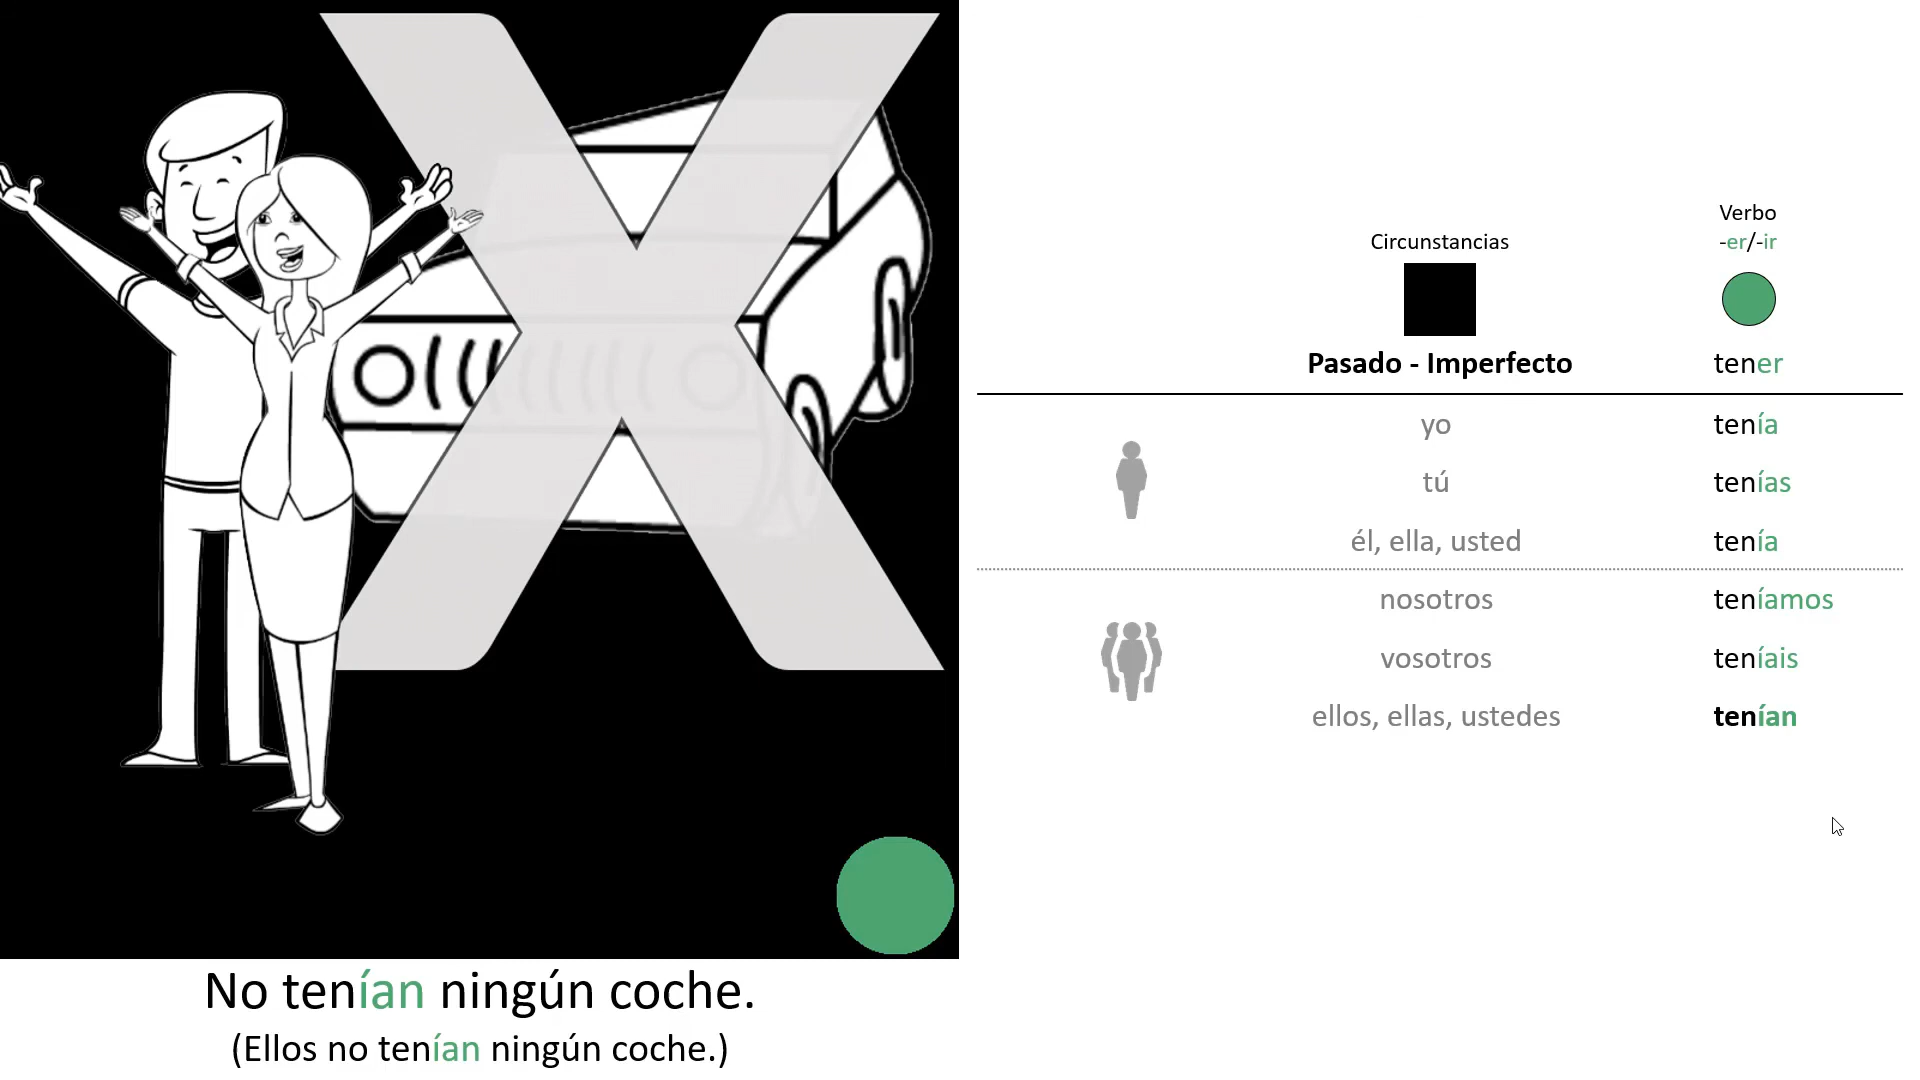 No tenían ningún coche.
(Ellos no tenían ningún coche.)
Circunstancias
Verbo
-er/-ir
Pasado - Imperfecto tener
yo tenía
tú tenías
él, ella, usted tenía
nosotros teníamos
vosotros teníais
ellos, ellas, ustedes tenían